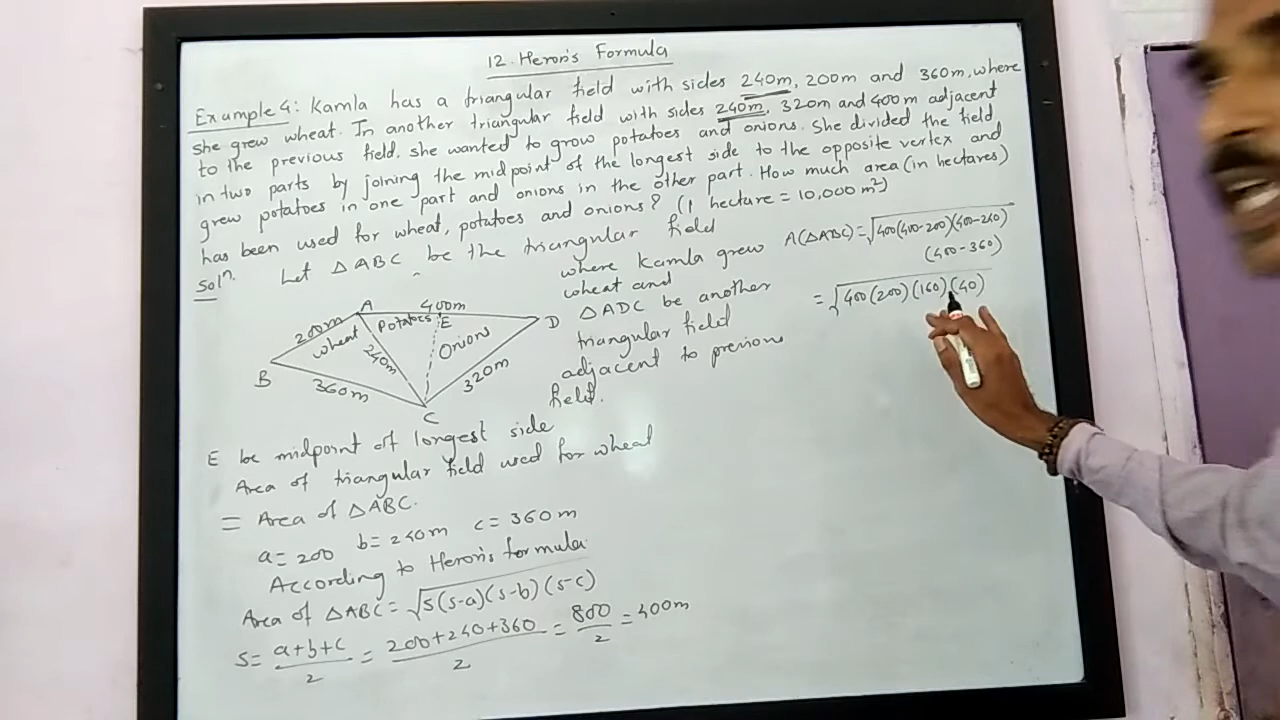 12. Heron's Formula
Example 4: Kamla has a triangular field with sides 240m, 200m and 360m, where
she grew wheat. In another triangular field with sides 240m, 320m and 400m adjacent
to the previous field. she wanted to grow potatoes and onions. She divided the field
in two parts by joining the midpoint of the longest side to the opposite vertex and
grew potatoes in one part and onions in the other part. How much area (in hectares)
has been used for wheat, potatoes and onions? (1 hecture = 10,000 m²)
Solⁿ. Let △ABC be the triangular field
where Kamla grew
wheat and
△ADC be another
triangular field
adjacent to previous
field.
A
400m
200m
Potatoes
E
D
wheat
240m
Onions
B
360m
320m
C
E be midpoint of longest side
Area of triangular field used for wheat
= Area of △ABC.
a = 200 b = 240m c = 360m
According to Heron's formula
Area of △ABC = √s(s-a)(s-b)(s-c)
S = a+b+c/2 = 200+240+360/2 = 800/2 = 400m
A(△ABC) = √400(400-200)(400-240)
(400-360)
= √400(200)(160)(40)